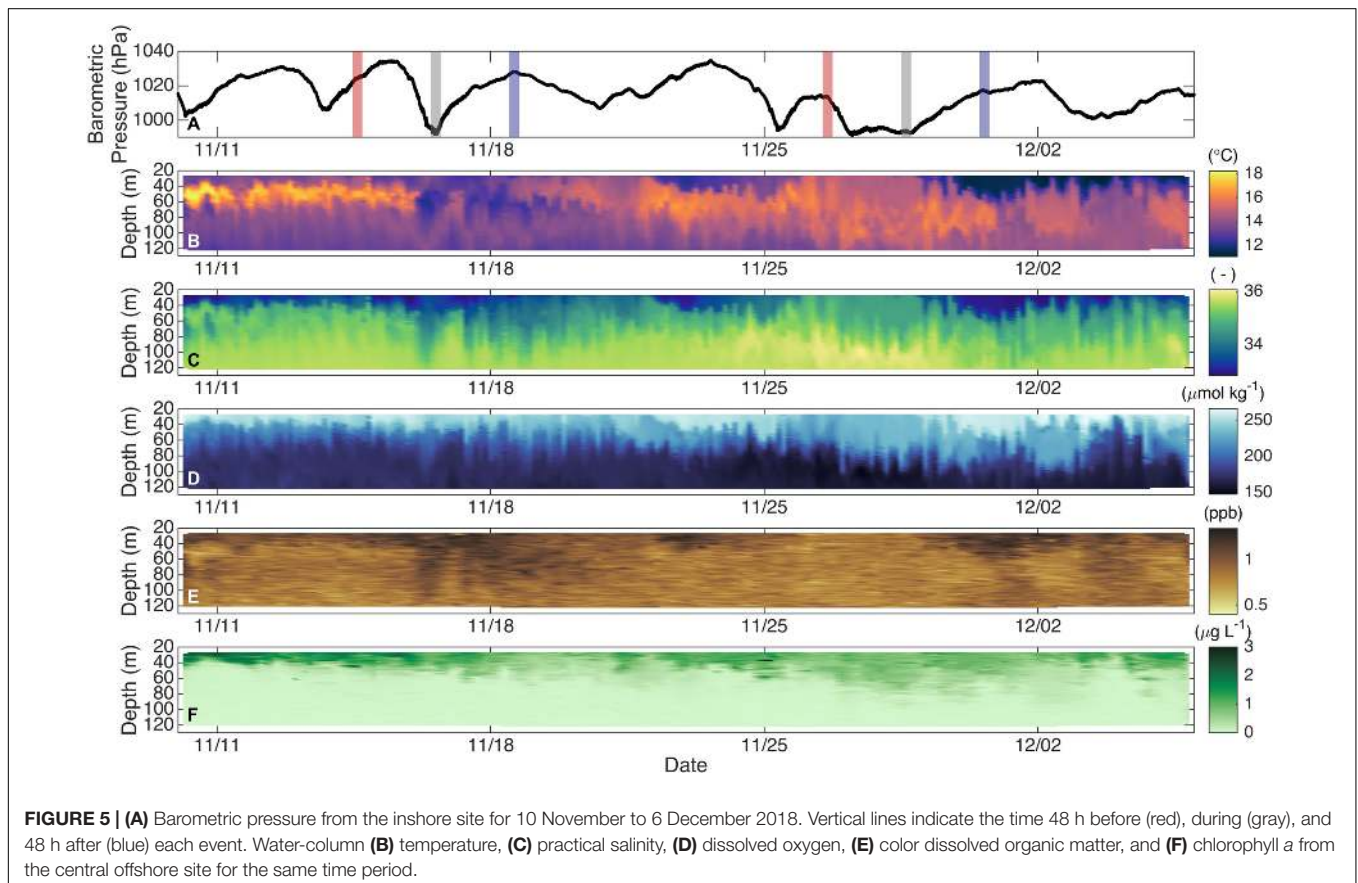 Barometric
Pressure (hPa)
1040
1020
1000
A
11/11 11/18 11/25 12/02
Depth (m)
20
40
60
80
100
120
B
(°C)
18
16
14
12
11/11 11/18 11/25 12/02
Depth (m)
20
40
60
80
100
120
C
( - )
36
34
11/11 11/18 11/25 12/02
Depth (m)
20
40
60
80
100
120
D
(μmol kg⁻¹)
250
200
150
11/11 11/18 11/25 12/02
Depth (m)
20
40
60
80
100
120
E
(ppb)
1
0.5
11/11 11/18 11/25 12/02
Depth (m)
20
40
60
80
100
120
F
(μg L⁻¹)
3
2
1
0
11/11 11/18 11/25 12/02
Date
FIGURE 5 | (A) Barometric pressure from the inshore site for 10 November to 6 December 2018. Vertical lines indicate the time 48 h before (red), during (gray), and
48 h after (blue) each event. Water-column (B) temperature, (C) practical salinity, (D) dissolved oxygen, (E) color dissolved organic matter, and (F) chlorophyll a from
the central offshore site for the same time period.